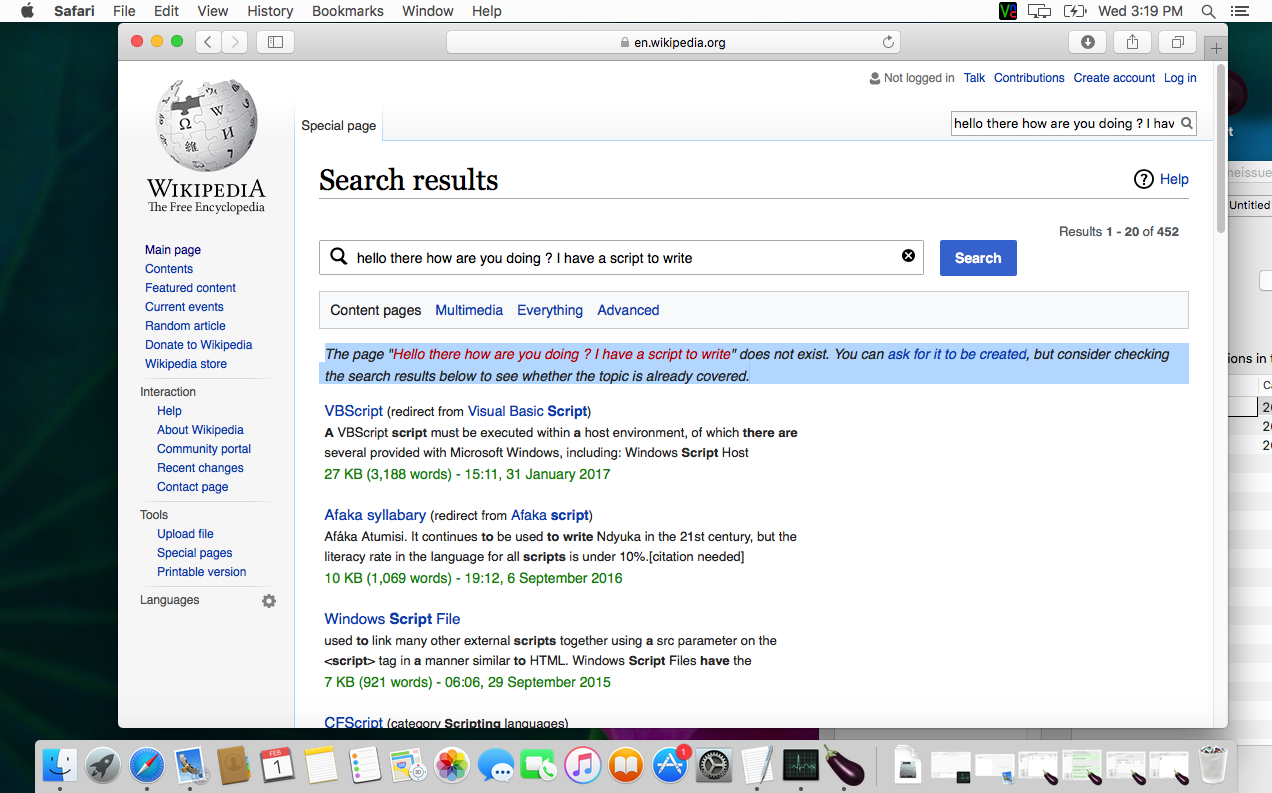 Safari File Edit View History Bookmarks Window Help Wed 3:19 PM
en.wikipedia.org
Not logged in Talk Contributions Create account Log in
Special page
hello there how are you doing ? I hav
WIKIPEDIA
The Free Encyclopedia
Main page
Contents
Featured content
Current events
Random article
Donate to Wikipedia
Wikipedia store
Interaction
Help
About Wikipedia
Community portal
Recent changes
Contact page
Tools
Upload file
Special pages
Printable version
Languages
Search results
Help
Results 1 - 20 of 452
hello there how are you doing ? I have a script to write
Search
Content pages Multimedia Everything Advanced
The page "Hello there how are you doing ? I have a script to write" does not exist. You can ask for it to be created, but consider checking
the search results below to see whether the topic is already covered.
VBScript (redirect from Visual Basic Script)
A VBScript script must be executed within a host environment, of which there are
several provided with Microsoft Windows, including: Windows Script Host
27 KB (3,188 words) - 15:11, 31 January 2017
Afaka syllabary (redirect from Afaka script)
Afáka Atumisi. It continues to be used to write Ndyuka in the 21st century, but the
literacy rate in the language for all scripts is under 10%.[citation needed]
10 KB (1,069 words) - 19:12, 6 September 2016
Windows Script File
used to link many other external scripts together using a src parameter on the
<script> tag in a manner similar to HTML. Windows Script Files have the
7 KB (921 words) - 06:06, 29 September 2015
CFScript (category Scripting languages)
Untitled
FEB
1
1